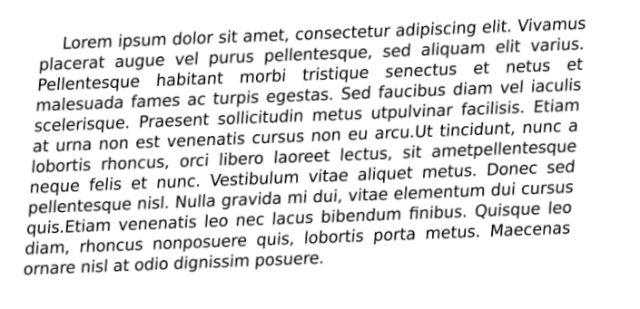 Lorem ipsum dolor sit amet, consectetur adipiscing elit. Vivamus
placerat augue vel purus pellentesque, sed aliquam elit varius.
Pellentesque habitant morbi tristique senectus et netus et
malesuada fames ac turpis egestas. Sed faucibus diam vel iaculis
scelerisque. Praesent sollicitudin metus utpulvinar facilisis. Etiam
at urna non est venenatis cursus non eu arcu.Ut tincidunt, nunc a
lobortis rhoncus, orci libero laoreet lectus, sit ametpellentesque
neque felis et nunc. Vestibulum vitae aliquet metus. Donec sed
pellentesque nisl. Nulla gravida mi dui, vitae elementum dui cursus
quis.Etiam venenatis leo nec lacus bibendum finibus. Quisque leo
diam, rhoncus nonposuere quis, lobortis porta metus. Maecenas
ornare nisl at odio dignissim posuere.